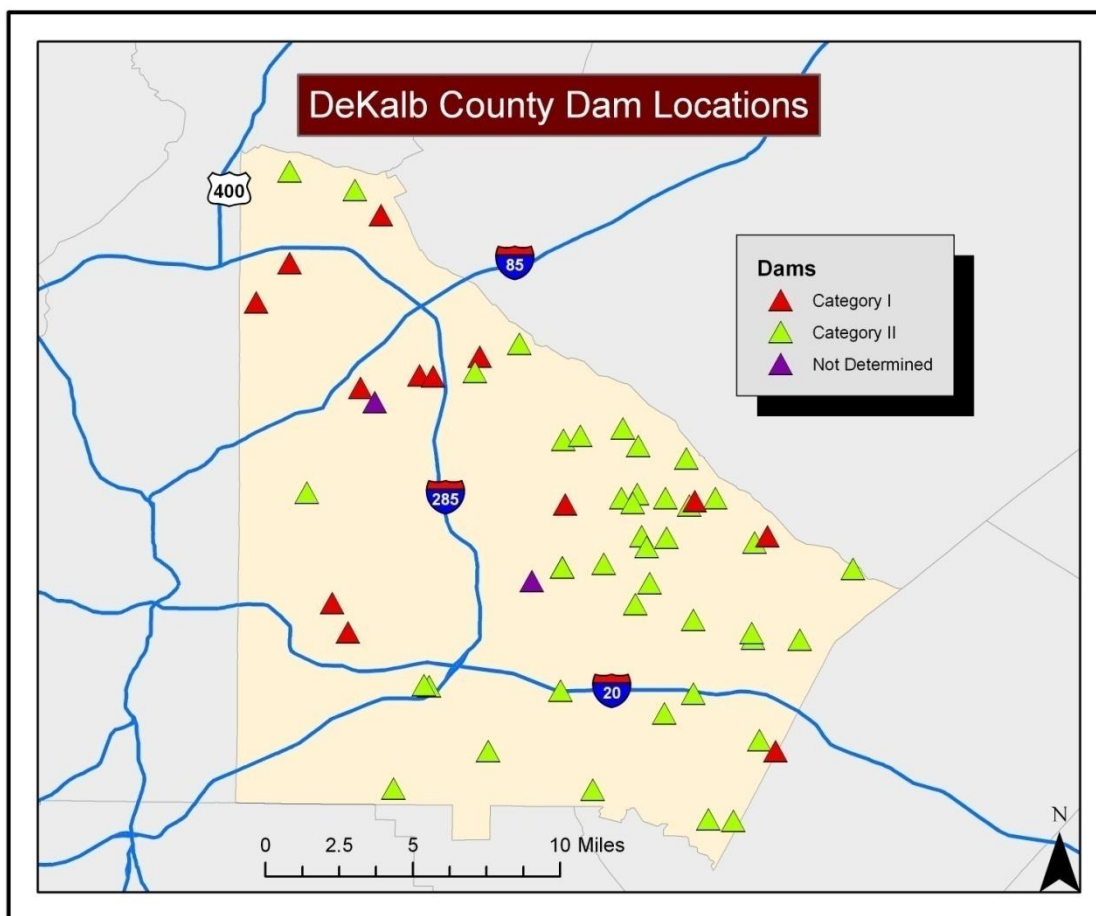 DeKalb County Dam Locations
400
85
Dams
Category I
Category II
Not Determined
285
20
N
0 2.5 5 10 Miles